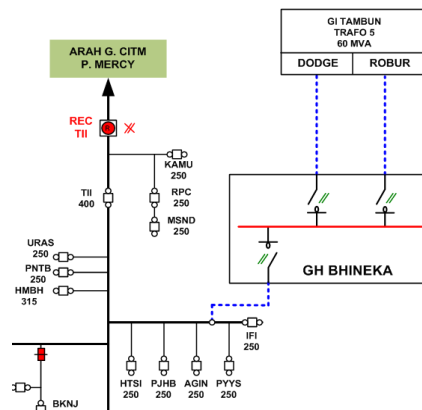 GI TAMBUN
TRAFO 5
60 MVA
DODGE ROBUR
ARAH G. CITM
P. MERCY
REC
TII
KAMU
250
TII
400
RPC
250
MSND
250
URAS
250
PNTB
250
HMBH
315
GH BHINEKA
IFI
250
HTSI
250
PJHB
250
AGIN
250
PYYS
250
BKNJ